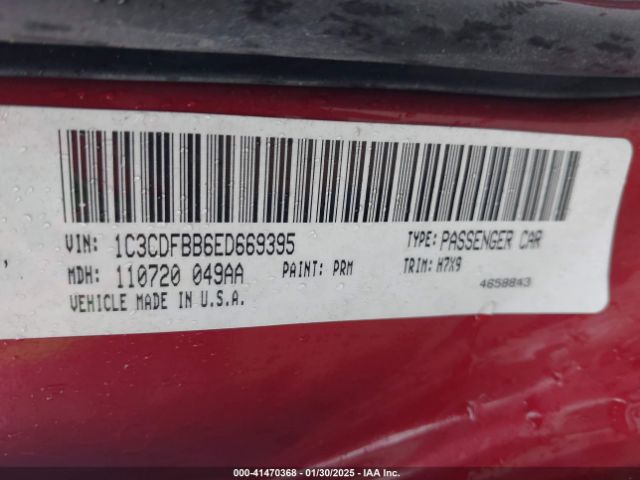 VIN: 1C3CDFBB6ED669395 TYPE: PASSENGER CAR
MDH: 110720 049AA PAINT: PRM TRIM: H7X9
VEHICLE MADE IN U.S.A. 4658843
000-41470368 - 01/30/2025 - IAA Inc.